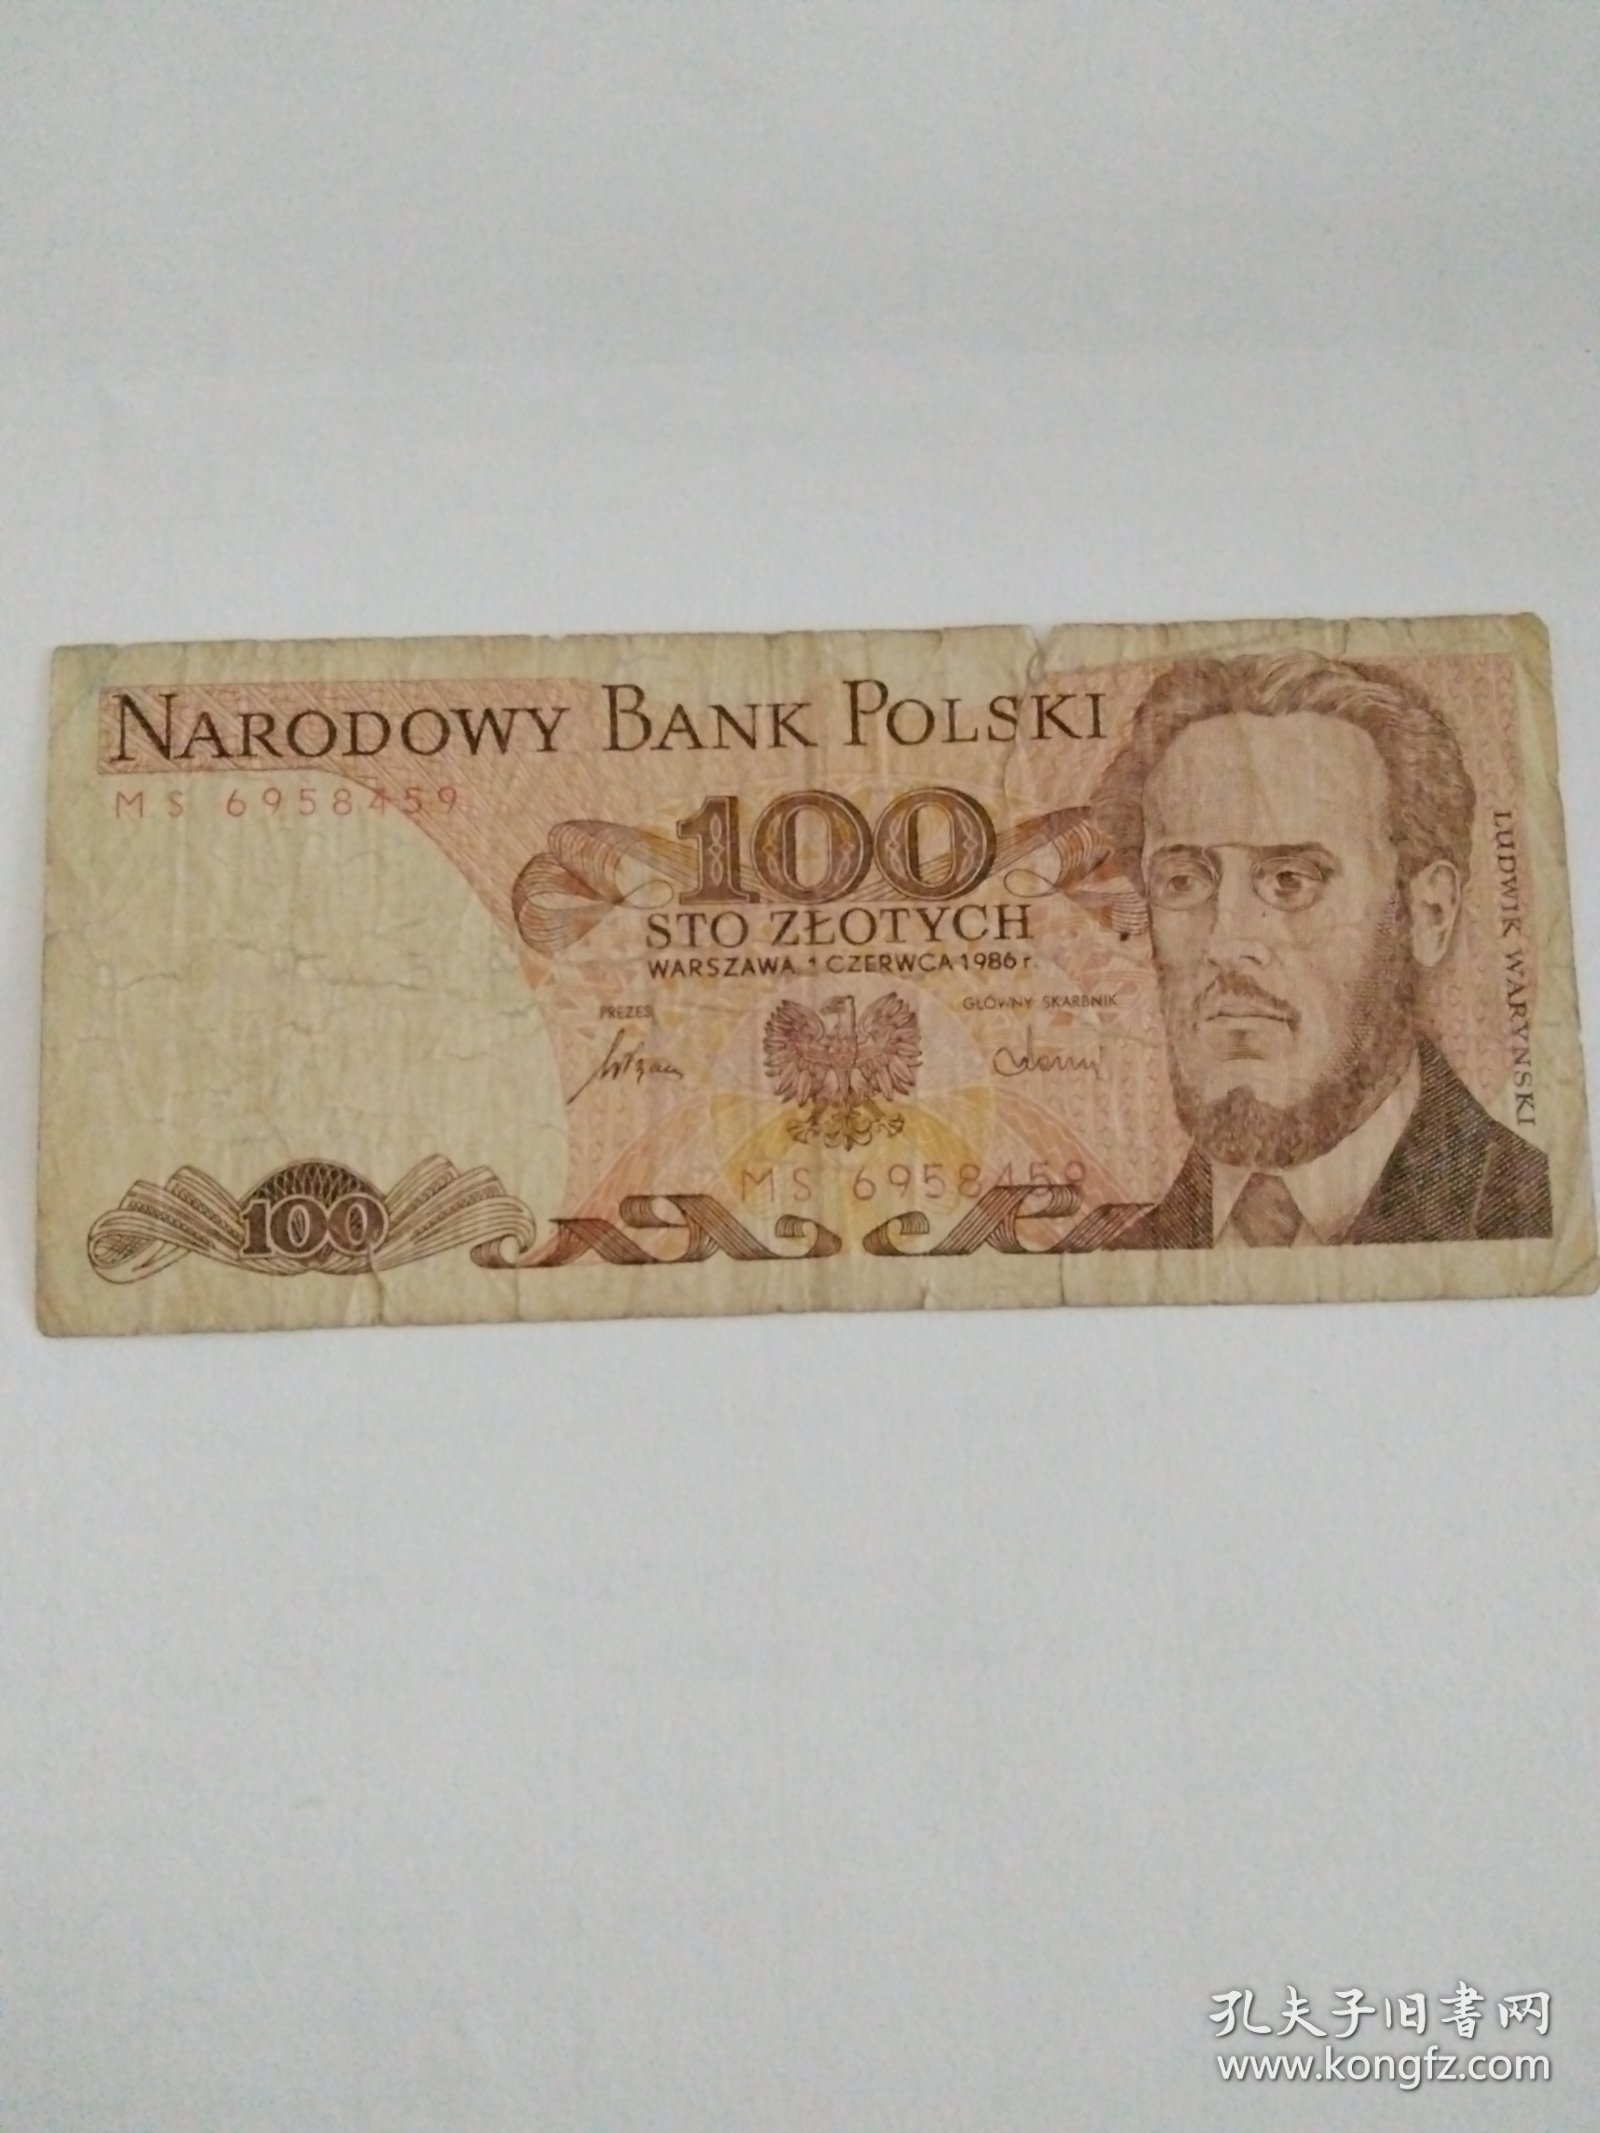 NARODOWY BANK POLSKI
MS 6958459
100
STO ZŁOTYCH
WARSZAWA, 1 CZERWCA 1986 r.
PREZES
GŁÓWNY SKARBNIK
LUDWIK WARYŃSKI
MS 6958459
100
孔夫子旧书网
www.kongfz.com